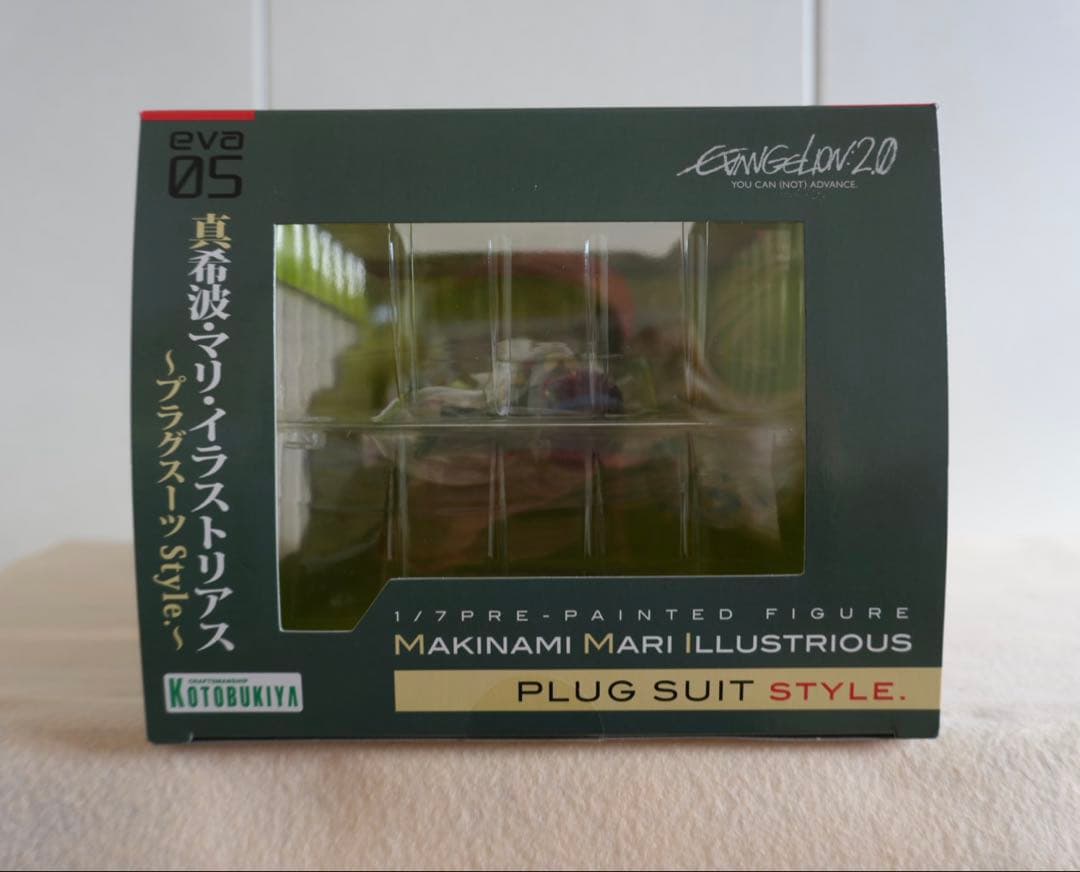 eva
05
EVANGELION:2.0
YOU CAN (NOT) ADVANCE.
真希波・マリ・イラストリアス
～プラグスーツStyle.～
1/7 PRE-PAINTED FIGURE
MAKINAMI MARI ILLUSTRIOUS
PLUG SUIT STYLE.
CRAFTSMANSHIP
KOTOBUKIYA